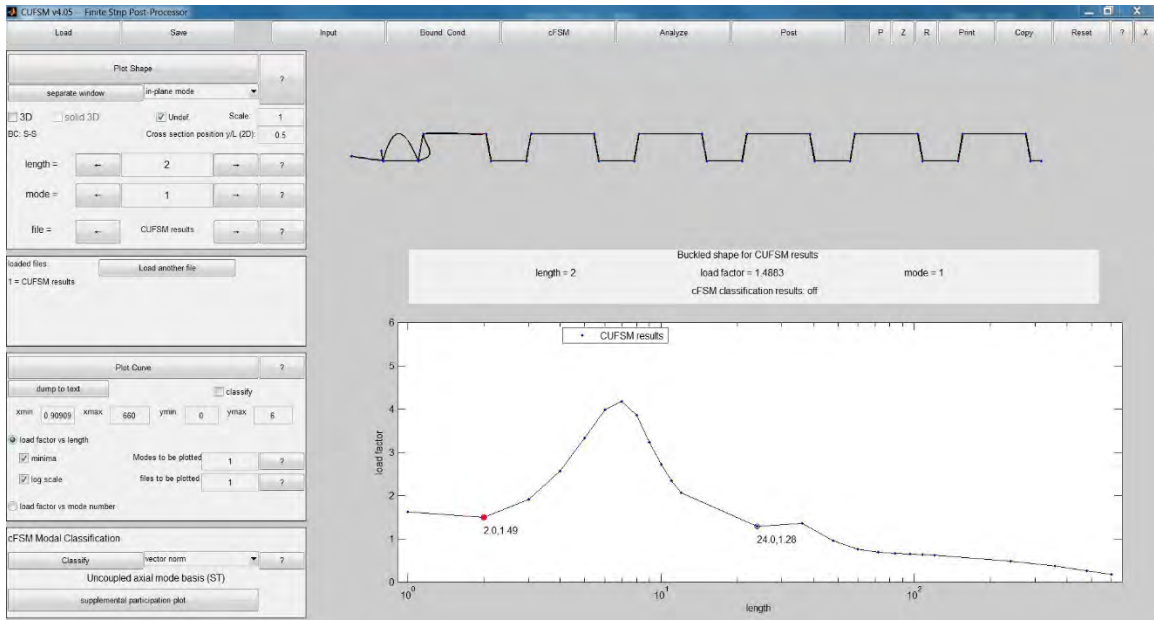 CUFSM v4.05 -- Finite Strip Post-Processor
Load Save Input Bound. Cond. cFSM Analyze Post P Z R Print Copy Reset ? X
Plot Shape ?
separate window in-plane mode
3D solid 3D Undef. Scale: 1
BC: S-S Cross section position y/L (2D): 0.5
length = ← 2 → ?
mode = ← 1 → ?
file = ← CUFSM results → ?
loaded files: Load another file
1 = CUFSM results
Plot Curve ?
dump to text classify
xmin 0.90909 xmax 660 ymin 0 ymax 6
load factor vs length
minima Modes to be plotted 1 ?
log scale files to be plotted 1 ?
load factor vs mode number
cFSM Modal Classification
Classify vector norm ?
Uncoupled axial mode basis (ST)
supplemental participation plot
Buckled shape for CUFSM results
length = 2 load factor = 1.4883 mode = 1
cFSM classification results: off
CUFSM results
6
5
4
3
2
1
0
load factor
2.0,1.49
24.0,1.28
10^0 10^1 10^2
length